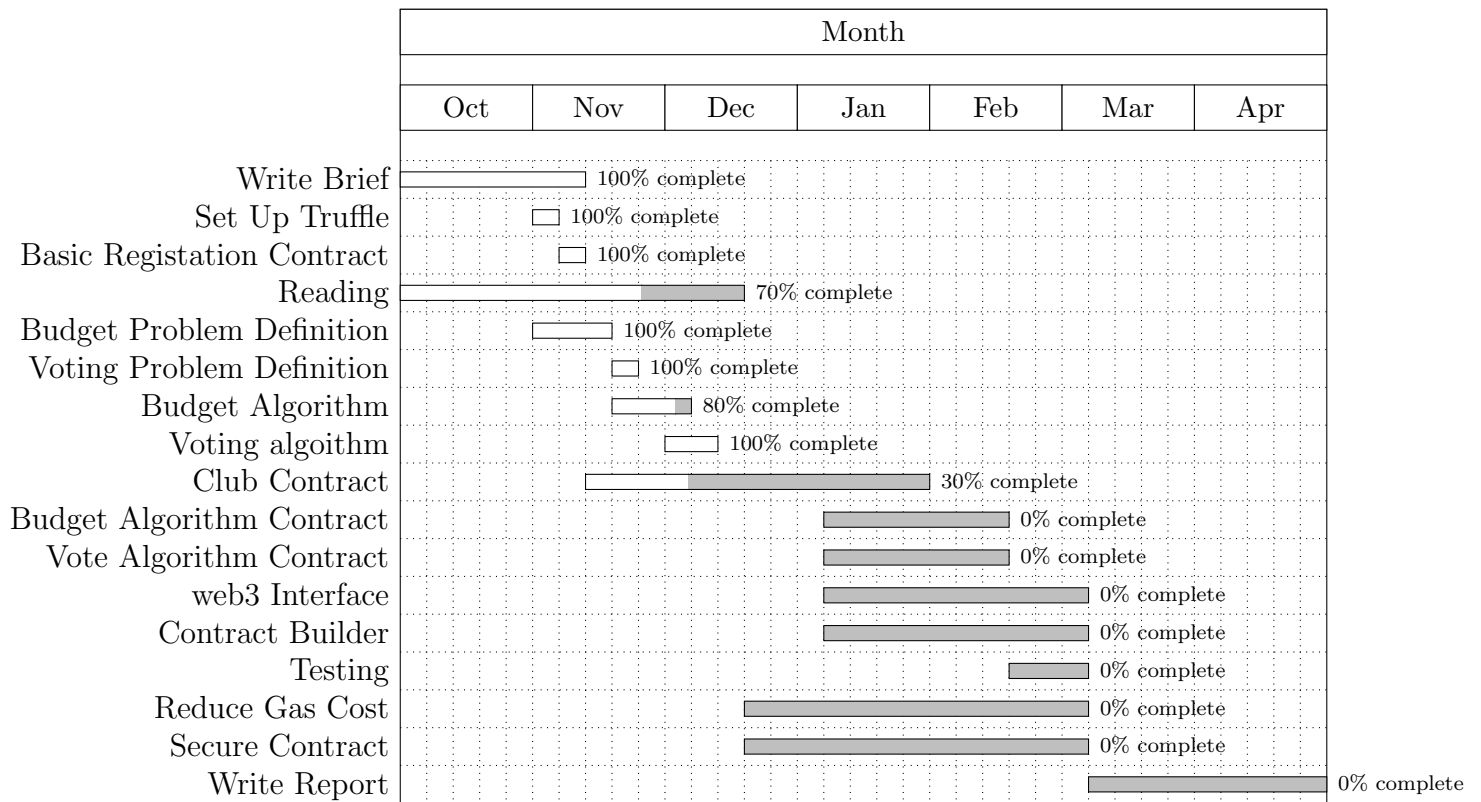 Month
Oct Nov Dec Jan Feb Mar Apr
Write Brief 100% complete
Set Up Truffle 100% complete
Basic Registation Contract 100% complete
Reading 70% complete
Budget Problem Definition 100% complete
Voting Problem Definition 100% complete
Budget Algorithm 80% complete
Voting algoithm 100% complete
Club Contract 30% complete
Budget Algorithm Contract 0% complete
Vote Algorithm Contract 0% complete
web3 Interface 0% complete
Contract Builder 0% complete
Testing 0% complete
Reduce Gas Cost 0% complete
Secure Contract 0% complete
Write Report 0% complete